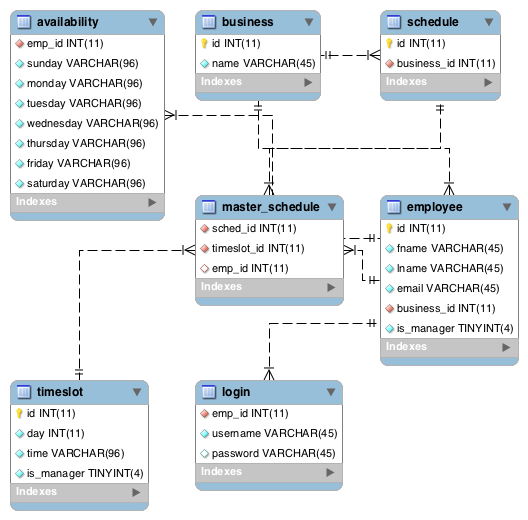 availability
emp_id INT(11)
sunday VARCHAR(96)
monday VARCHAR(96)
tuesday VARCHAR(96)
wednesday VARCHAR(96)
thursday VARCHAR(96)
friday VARCHAR(96)
saturday VARCHAR(96)
Indexes
business
id INT(11)
name VARCHAR(45)
Indexes
schedule
id INT(11)
business_id INT(11)
Indexes
master_schedule
sched_id INT(11)
timeslot_id INT(11)
emp_id INT(11)
Indexes
employee
id INT(11)
fname VARCHAR(45)
lname VARCHAR(45)
email VARCHAR(45)
business_id INT(11)
is_manager TINYINT(4)
Indexes
timeslot
id INT(11)
day INT(11)
time VARCHAR(96)
is_manager TINYINT(4)
Indexes
login
emp_id INT(11)
username VARCHAR(45)
password VARCHAR(45)
Indexes